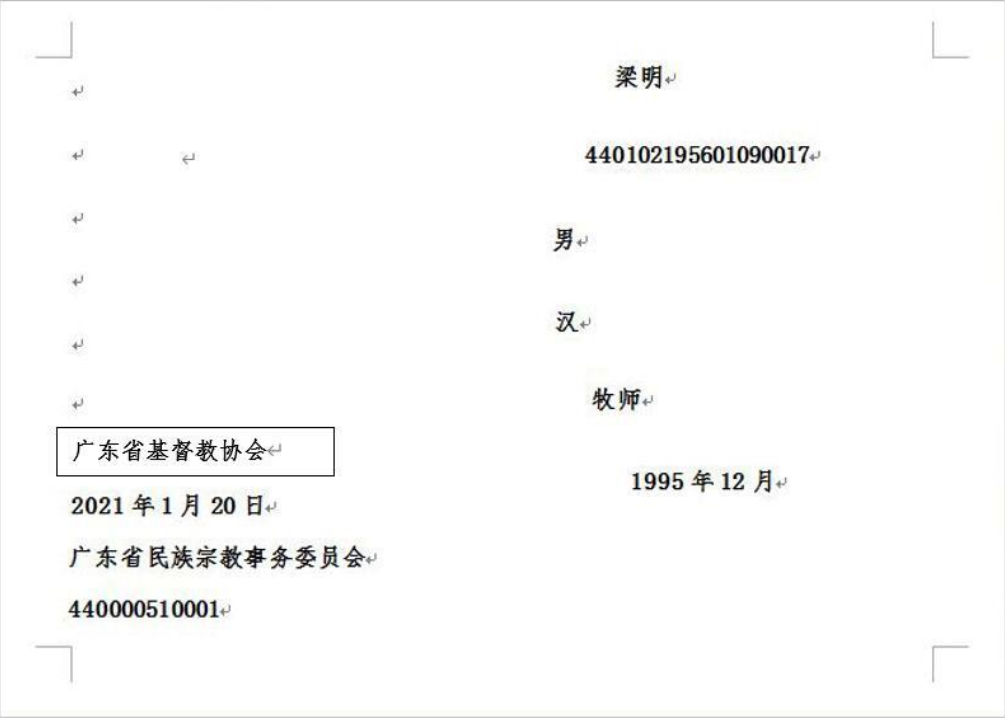 梁明
440102195601090017
男
汉
牧师
1995年12月
广东省基督教协会
2021年1月20日
广东省民族宗教事务委员会
440000510001